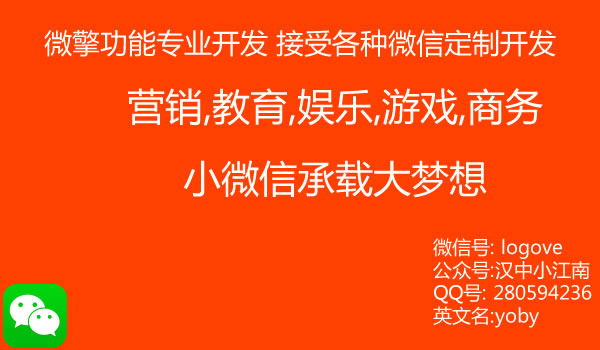 微擎功能专业开发 接受各种微信定制开发
营销,教育,娱乐,游戏,商务
小微信承载大梦想
微信号: logove
公众号:汉中小江南
QQ号: 280594236
英文名:yoby